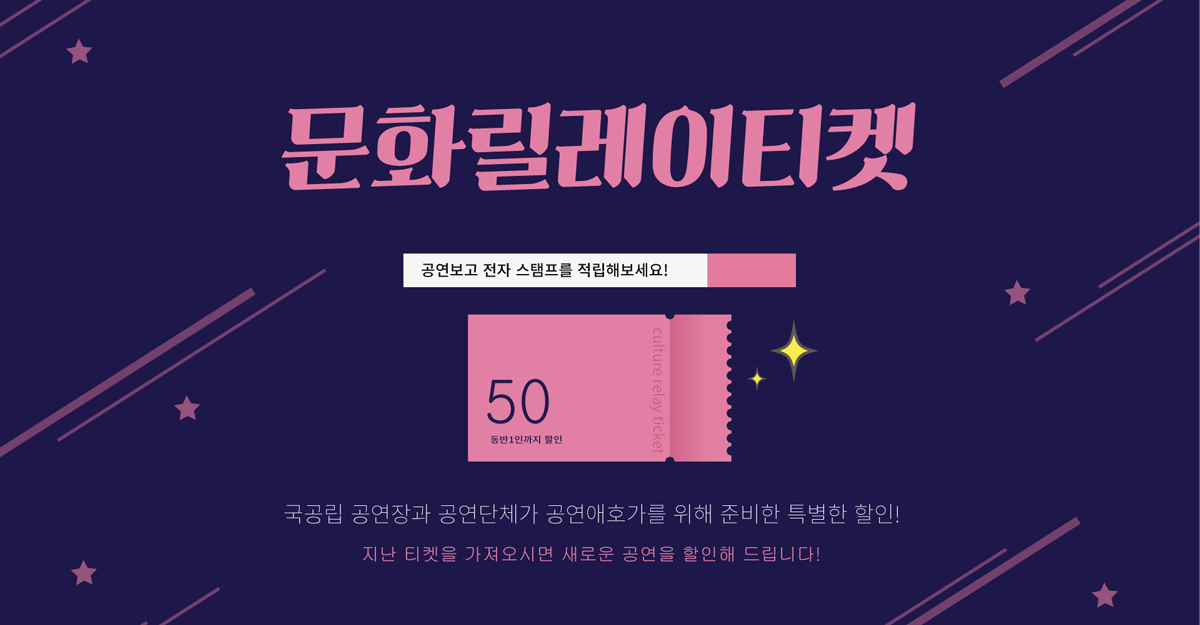 문화릴레이티켓
공연보고 전자 스탬프를 적립해보세요!
culture relay ticket
50
동반1인까지 할인
국공립 공연장과 공연단체가 공연애호가를 위해 준비한 특별한 할인!
지난 티켓을 가져오시면 새로운 공연을 할인해 드립니다!